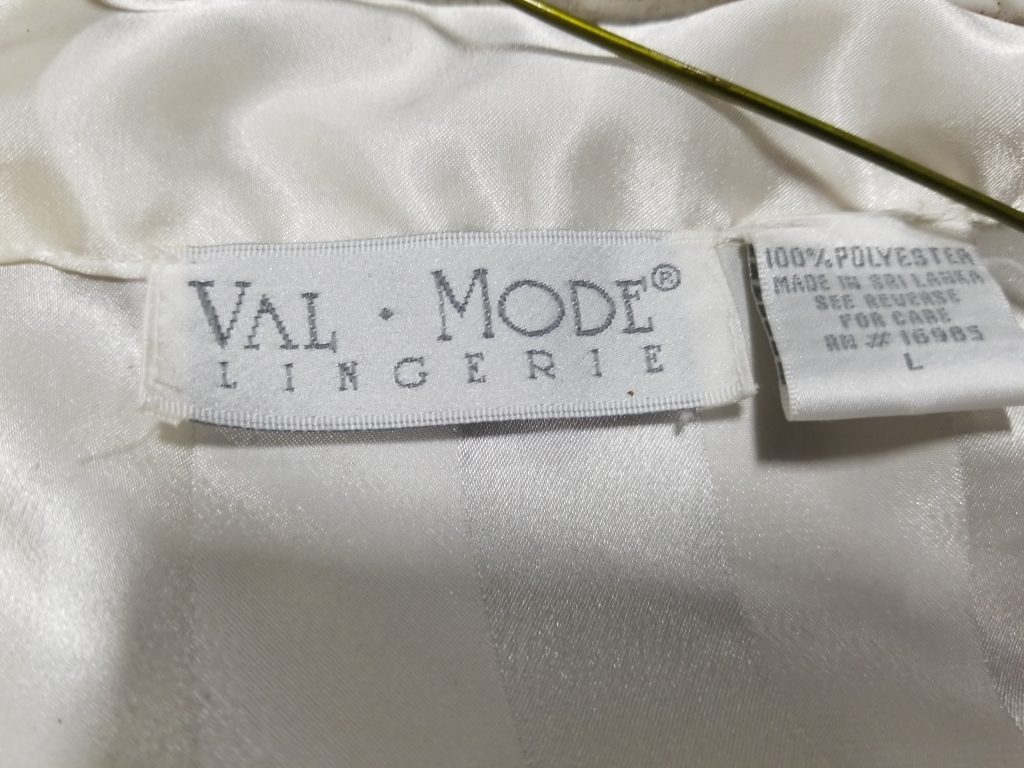 VAL · MODE®
LINGERIE
100% POLYESTER
MADE IN SRI LANKA
SEE REVERSE
FOR CARE
RN # 16985
L